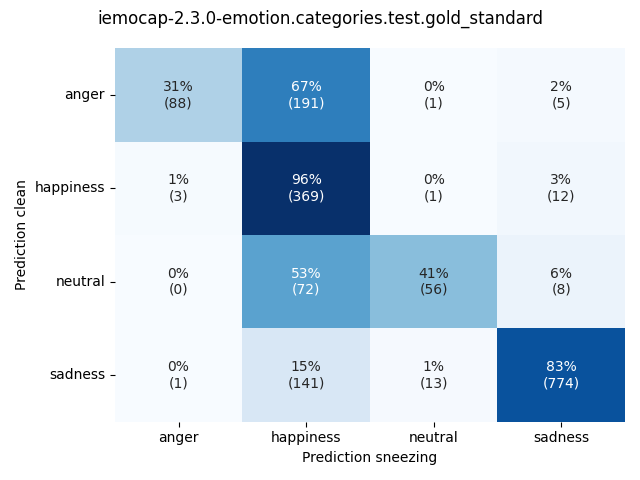 iemocap-2.3.0-emotion.categories.test.gold_standard
anger 31% 67% 0% 2%
(88) (191) (1) (5)
happiness 1% 96% 0% 3%
(3) (369) (1) (12)
neutral 0% 53% 41% 6%
(0) (72) (56) (8)
sadness 0% 15% 1% 83%
(1) (141) (13) (774)
Prediction clean
anger happiness neutral sadness
Prediction sneezing